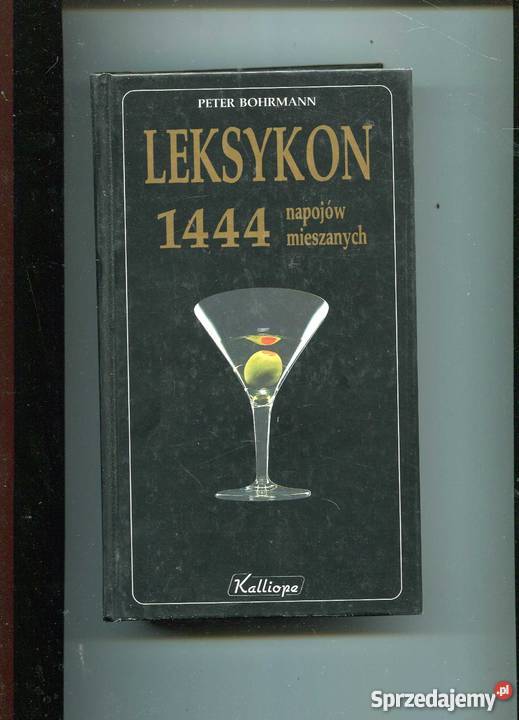 PETER BOHRMANN
LEKSYKON
1444 napojów
mieszanych
Kalliope
Sprzedajemy.pl